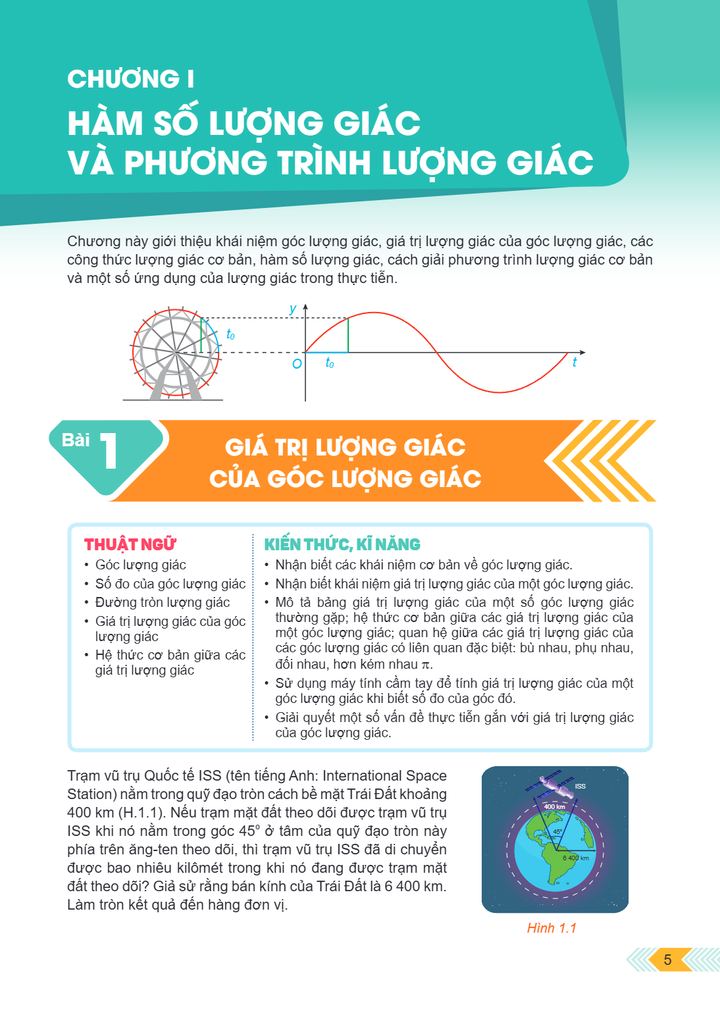 CHƯƠNG I
HÀM SỐ LƯỢNG GIÁC
VÀ PHƯƠNG TRÌNH LƯỢNG GIÁC
Chương này giới thiệu khái niệm góc lượng giác, giá trị lượng giác của góc lượng giác, các
công thức lượng giác cơ bản, hàm số lượng giác, cách giải phương trình lượng giác cơ bản
và một số ứng dụng của lượng giác trong thực tiễn.
t₀
y
O
t₀
t
Bài 1
GIÁ TRỊ LƯỢNG GIÁC
CỦA GÓC LƯỢNG GIÁC
THUẬT NGỮ
• Góc lượng giác
• Số đo của góc lượng giác
• Đường tròn lượng giác
• Giá trị lượng giác của góc
lượng giác
• Hệ thức cơ bản giữa các
giá trị lượng giác
KIẾN THỨC, KĨ NĂNG
• Nhận biết các khái niệm cơ bản về góc lượng giác.
• Nhận biết khái niệm giá trị lượng giác của một góc lượng giác.
• Mô tả bảng giá trị lượng giác của một số góc lượng giác
thường gặp; hệ thức cơ bản giữa các giá trị lượng giác của
một góc lượng giác; quan hệ giữa các giá trị lượng giác của
các góc lượng giác có liên quan đặc biệt: bù nhau, phụ nhau,
đối nhau, hơn kém nhau π.
• Sử dụng máy tính cầm tay để tính giá trị lượng giác của một
góc lượng giác khi biết số đo của góc đó.
• Giải quyết một số vấn đề thực tiễn gắn với giá trị lượng giác
của góc lượng giác.
Trạm vũ trụ Quốc tế ISS (tên tiếng Anh: International Space
Station) nằm trong quỹ đạo tròn cách bề mặt Trái Đất khoảng
400 km (H.1.1). Nếu trạm mặt đất theo dõi được trạm vũ trụ
ISS khi nó nằm trong góc 45° ở tâm của quỹ đạo tròn này
phía trên ăng-ten theo dõi, thì trạm vũ trụ ISS đã di chuyển
được bao nhiêu kilômét trong khi nó đang được trạm mặt
đất theo dõi? Giả sử rằng bán kính của Trái Đất là 6 400 km.
Làm tròn kết quả đến hàng đơn vị.
ISS
400 km
45°
6 400 km
Hình 1.1
5